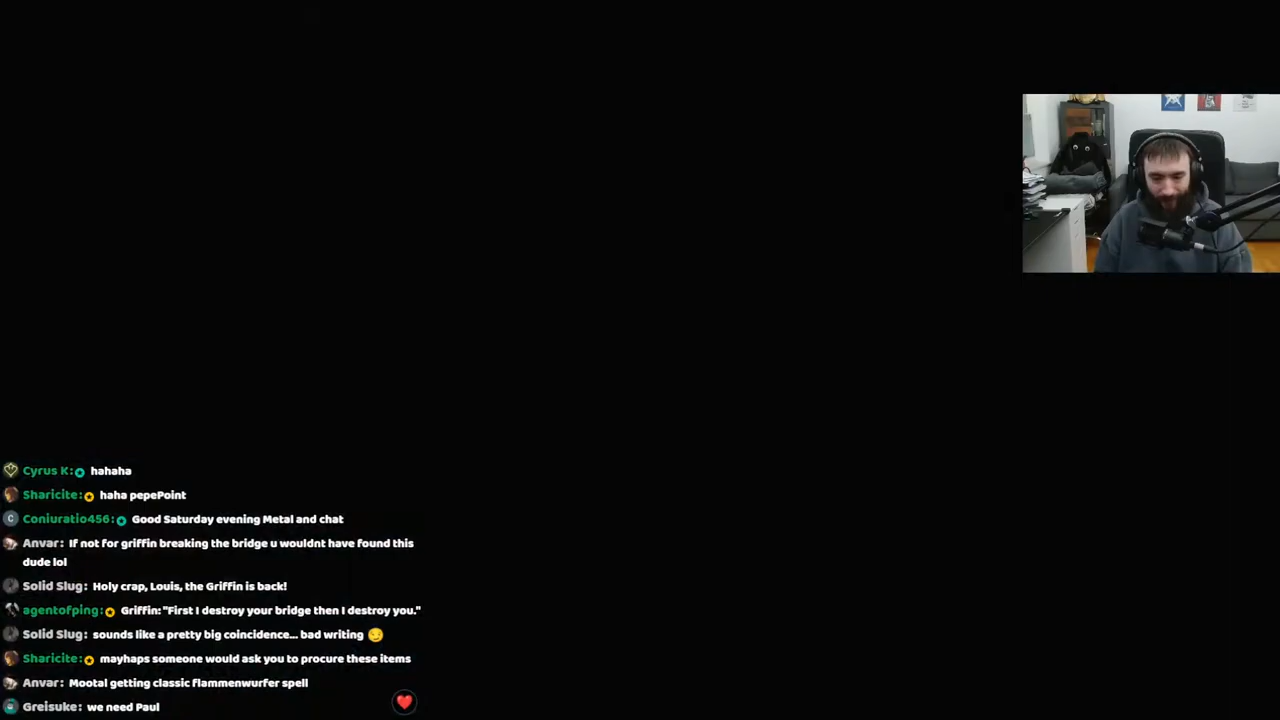 Cyrus K: hahaha
Sharicite: haha pepePoint
C Coniuratio456: Good Saturday evening Metal and chat
Anvar: If not for griffin breaking the bridge u wouldnt have found this
dude lol
Solid Slug: Holy crap, Louis, the Griffin is back!
agentofping: Griffin: "First I destroy your bridge then I destroy you."
Solid Slug: sounds like a pretty big coincidence... bad writing 😏
Sharicite: mayhaps someone would ask you to procure these items
Anvar: Mootal getting classic flammenwurfer spell
Greisuke: we need Paul